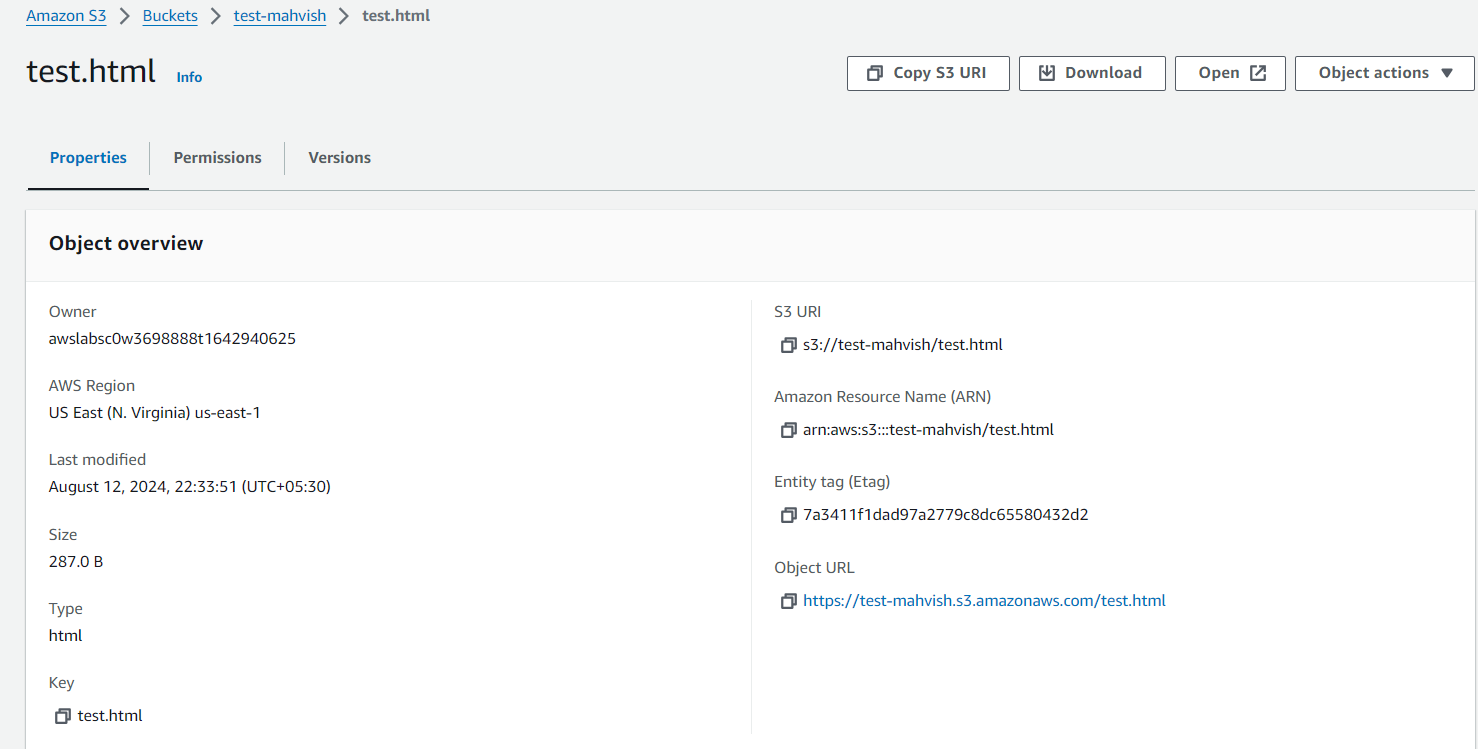 Amazon S3 > Buckets > test-mahvish > test.html
test.html Info
Copy S3 URI Download Open Object actions
Properties Permissions Versions
Object overview
Owner
awslabsc0w3698888t1642940625
AWS Region
US East (N. Virginia) us-east-1
Last modified
August 12, 2024, 22:33:51 (UTC+05:30)
Size
287.0 B
Type
html
Key
test.html
S3 URI
s3://test-mahvish/test.html
Amazon Resource Name (ARN)
arn:aws:s3:::test-mahvish/test.html
Entity tag (Etag)
7a3411f1dad97a2779c8dc65580432d2
Object URL
https://test-mahvish.s3.amazonaws.com/test.html